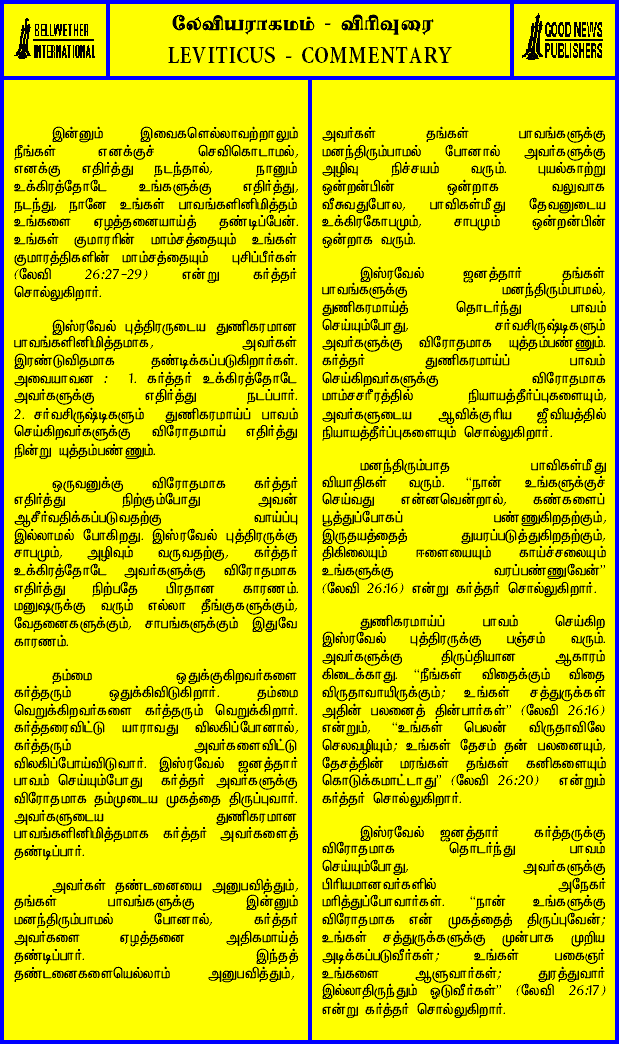 BELLWETHER
INTERNATIONAL
லேவியராகமம் - விரிவுரை
LEVITICUS - COMMENTARY
GOOD NEWS
PUBLISHERS
இன்னும் இவைகளெல்லாவற்றாலும்
நீங்கள் எனக்குச் செவிகொடாமல்,
எனக்கு எதிர்த்து நடந்தால், நானும்
உக்கிரத்தோடே உங்களுக்கு எதிர்த்து,
நடந்து, நானே உங்கள் பாவங்களினிமித்தம்
உங்களை ஏழத்தனையாய்த் தண்டிப்பேன்.
உங்கள் குமாரரின் மாம்சத்தையும் உங்கள்
குமாரத்திகளின் மாம்சத்தையும் புசிப்பீர்கள்
(லேவி 26:27-29) என்று கர்த்தர்
சொல்லுகிறார்.
இஸ்ரவேல் புத்திரருடைய துணிகரமான
பாவங்களினிமித்தமாக, அவர்கள்
இரண்டுவிதமாக தண்டிக்கப்படுகிறார்கள்.
அவையாவன : 1. கர்த்தர் உக்கிரத்தோடே
அவர்களுக்கு எதிர்த்து நடப்பார்.
2. சர்வசிருஷ்டிகளும் துணிகரமாய்ப் பாவம்
செய்கிறவர்களுக்கு விரோதமாய் எதிர்த்து
நின்று யுத்தம்பண்ணும்.
ஒருவனுக்கு விரோதமாக கர்த்தர்
எதிர்த்து நிற்கும்போது அவன்
ஆசீர்வதிக்கப்படுவதற்கு வாய்ப்பு
இல்லாமல் போகிறது. இஸ்ரவேல் புத்திரருக்கு
சாபமும், அழிவும் வருவதற்கு, கர்த்தர்
உக்கிரத்தோடே அவர்களுக்கு விரோதமாக
எதிர்த்து நிற்பதே பிரதான காரணம்.
மனுஷருக்கு வரும் எல்லா தீங்குகளுக்கும்,
வேதனைகளுக்கும், சாபங்களுக்கும் இதுவே
காரணம்.
தம்மை ஒதுக்குகிறவர்களை
கர்த்தரும் ஒதுக்கிவிடுகிறார். தம்மை
வெறுக்கிறவர்களை கர்த்தரும் வெறுக்கிறார்.
கர்த்தரைவிட்டு யாராவது விலகிப்போனால்,
கர்த்தரும் அவர்களைவிட்டு
விலகிப்போய்விடுவார். இஸ்ரவேல் ஜனத்தார்
பாவம் செய்யும்போது கர்த்தர் அவர்களுக்கு
விரோதமாக தம்முடைய முகத்தை திருப்புவார்.
அவர்களுடைய துணிகரமான
பாவங்களினிமித்தமாக கர்த்தர் அவர்களைத்
தண்டிப்பார்.
அவர்கள் தண்டனையை அனுபவித்தும்,
தங்கள் பாவங்களுக்கு இன்னும்
மனந்திரும்பாமல் போனால், கர்த்தர்
அவர்களை ஏழத்தனை அதிகமாய்த்
தண்டிப்பார். இந்தத்
தண்டனைகளையெல்லாம் அனுபவித்தும்,
அவர்கள் தங்கள் பாவங்களுக்கு
மனந்திரும்பாமல் போனால் அவர்களுக்கு
அழிவு நிச்சயம் வரும். புயல்காற்று
ஒன்றன்பின் ஒன்றாக வலுவாக
வீசுவதுபோல, பாவிகள்மீது தேவனுடைய
உக்கிரகோபமும், சாபமும் ஒன்றன்பின்
ஒன்றாக வரும்.
இஸ்ரவேல் ஜனத்தார் தங்கள்
பாவங்களுக்கு மனந்திரும்பாமல்,
துணிகரமாய்த் தொடர்ந்து பாவம்
செய்யும்போது, சர்வசிருஷ்டிகளும்
அவர்களுக்கு விரோதமாக யுத்தம்பண்ணும்.
கர்த்தர் துணிகரமாய்ப் பாவம்
செய்கிறவர்களுக்கு விரோதமாக
மாம்சசரீரத்தில் நியாயத்தீர்ப்புகளையும்,
அவர்களுடைய ஆவிக்குரிய ஜீவியத்தில்
நியாயத்தீர்ப்புகளையும் சொல்லுகிறார்.
மனந்திரும்பாத பாவிகள்மீது
வியாதிகள் வரும். “நான் உங்களுக்குச்
செய்வது என்னவென்றால், கண்களைப்
பூத்துப்போகப் பண்ணுகிறதற்கும்,
இருதயத்தைத் துயரப்படுத்துகிறதற்கும்,
திகிலையும் ஈளையையும் காய்ச்சலையும்
உங்களுக்கு வரப்பண்ணுவேன்”
(லேவி 26:16) என்று கர்த்தர் சொல்லுகிறார்.
துணிகரமாய்ப் பாவம் செய்கிற
இஸ்ரவேல் புத்திரருக்கு பஞ்சம் வரும்.
அவர்களுக்கு திருப்தியான ஆகாரம்
கிடைக்காது. “நீங்கள் விதைக்கும் விதை
விருதாவாயிருக்கும்; உங்கள் சத்துருக்கள்
அதின் பலனைத் தின்பார்கள்” (லேவி 26:16)
என்றும், “உங்கள் பெலன் விருதாவிலே
செலவழியும்; உங்கள் தேசம் தன் பலனையும்,
தேசத்தின் மரங்கள் தங்கள் கனிகளையும்
கொடுக்கமாட்டாது” (லேவி 26:20) என்றும்
கர்த்தர் சொல்லுகிறார்.
இஸ்ரவேல் ஜனத்தார் கர்த்தருக்கு
விரோதமாக தொடர்ந்து பாவம்
செய்யும்போது, அவர்களுக்கு
பிரியமானவர்களில் அநேகர்
மரித்துப்போவார்கள். “நான் உங்களுக்கு
விரோதமாக என் முகத்தைத் திருப்புவேன்;
உங்கள் சத்துருக்களுக்கு முன்பாக முறிய
அடிக்கப்படுவீர்கள்; உங்கள் பகைஞர்
உங்களை ஆளுவார்கள்; துரத்துவார்
இல்லாதிருந்தும் ஓடுவீர்கள்” (லேவி 26:17)
என்று கர்த்தர் சொல்லுகிறார்.